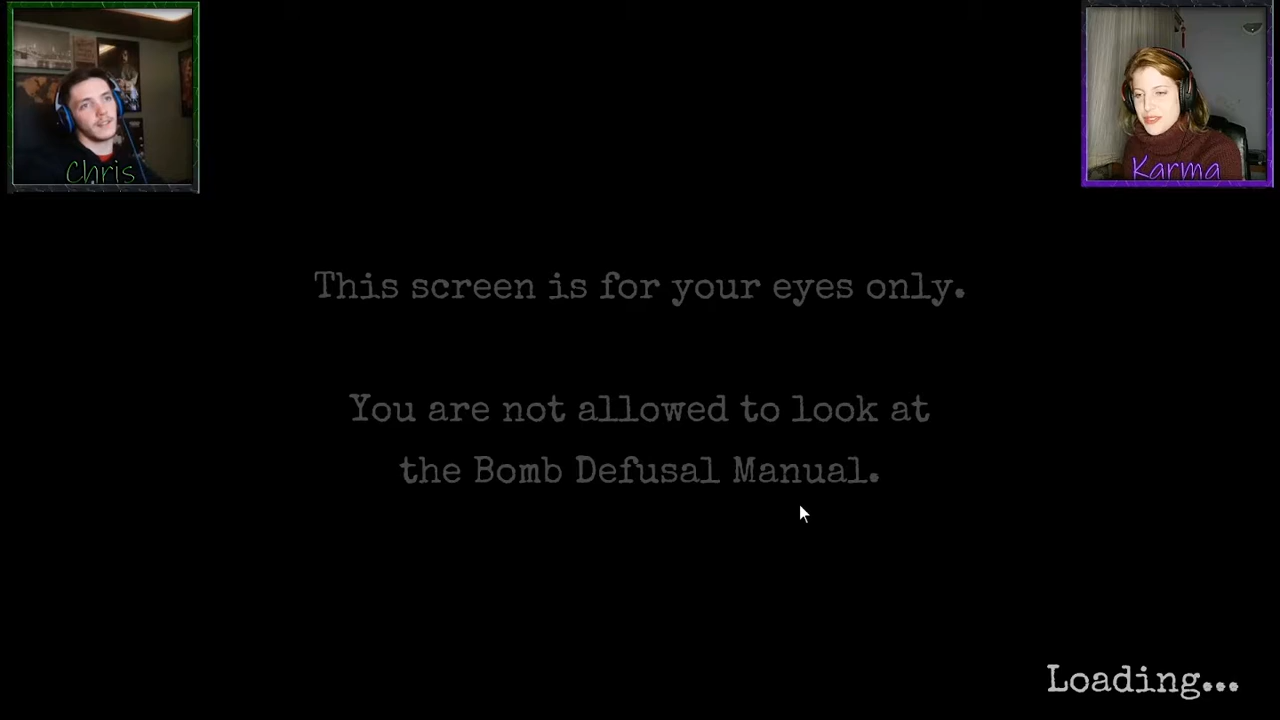 Chris
Karma
This screen is for your eyes only.
You are not allowed to look at
the Bomb Defusal Manual.
Loading...